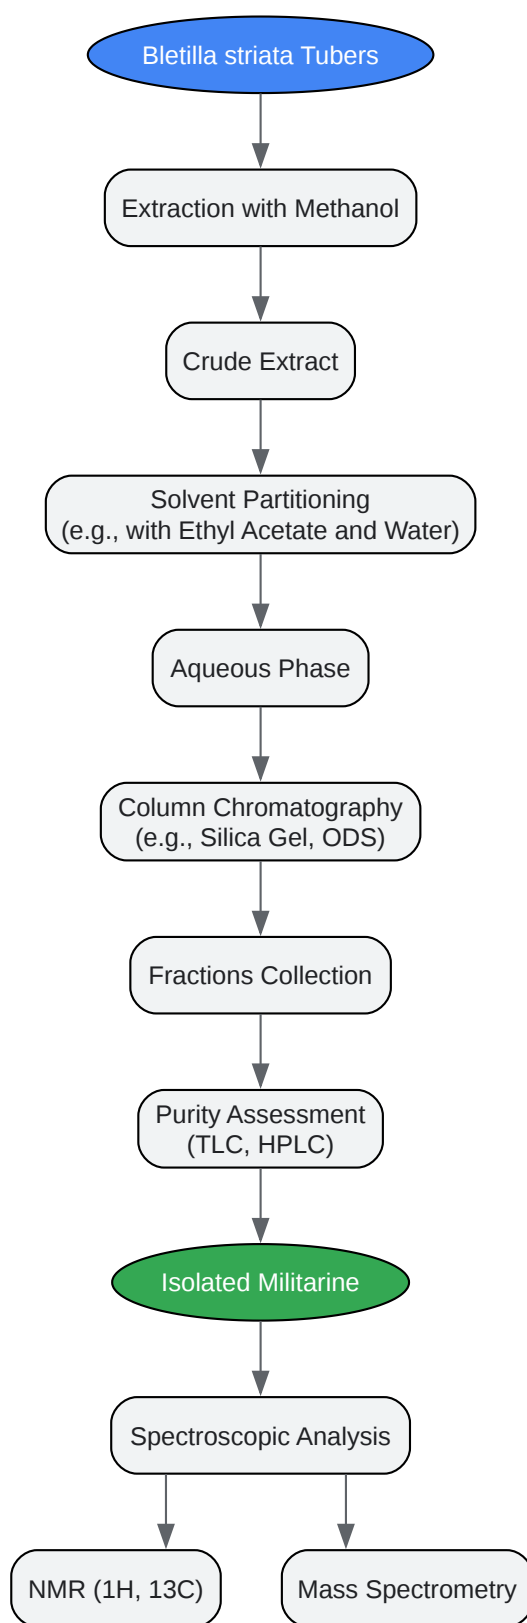 Bletilla striata Tubers
Extraction with Methanol
Crude Extract
Solvent Partitioning
(e.g., with Ethyl Acetate and Water)
Aqueous Phase
Column Chromatography
(e.g., Silica Gel, ODS)
Fractions Collection
Purity Assessment
(TLC, HPLC)
Isolated Militarine
Spectroscopic Analysis
NMR (1H, 13C)
Mass Spectrometry